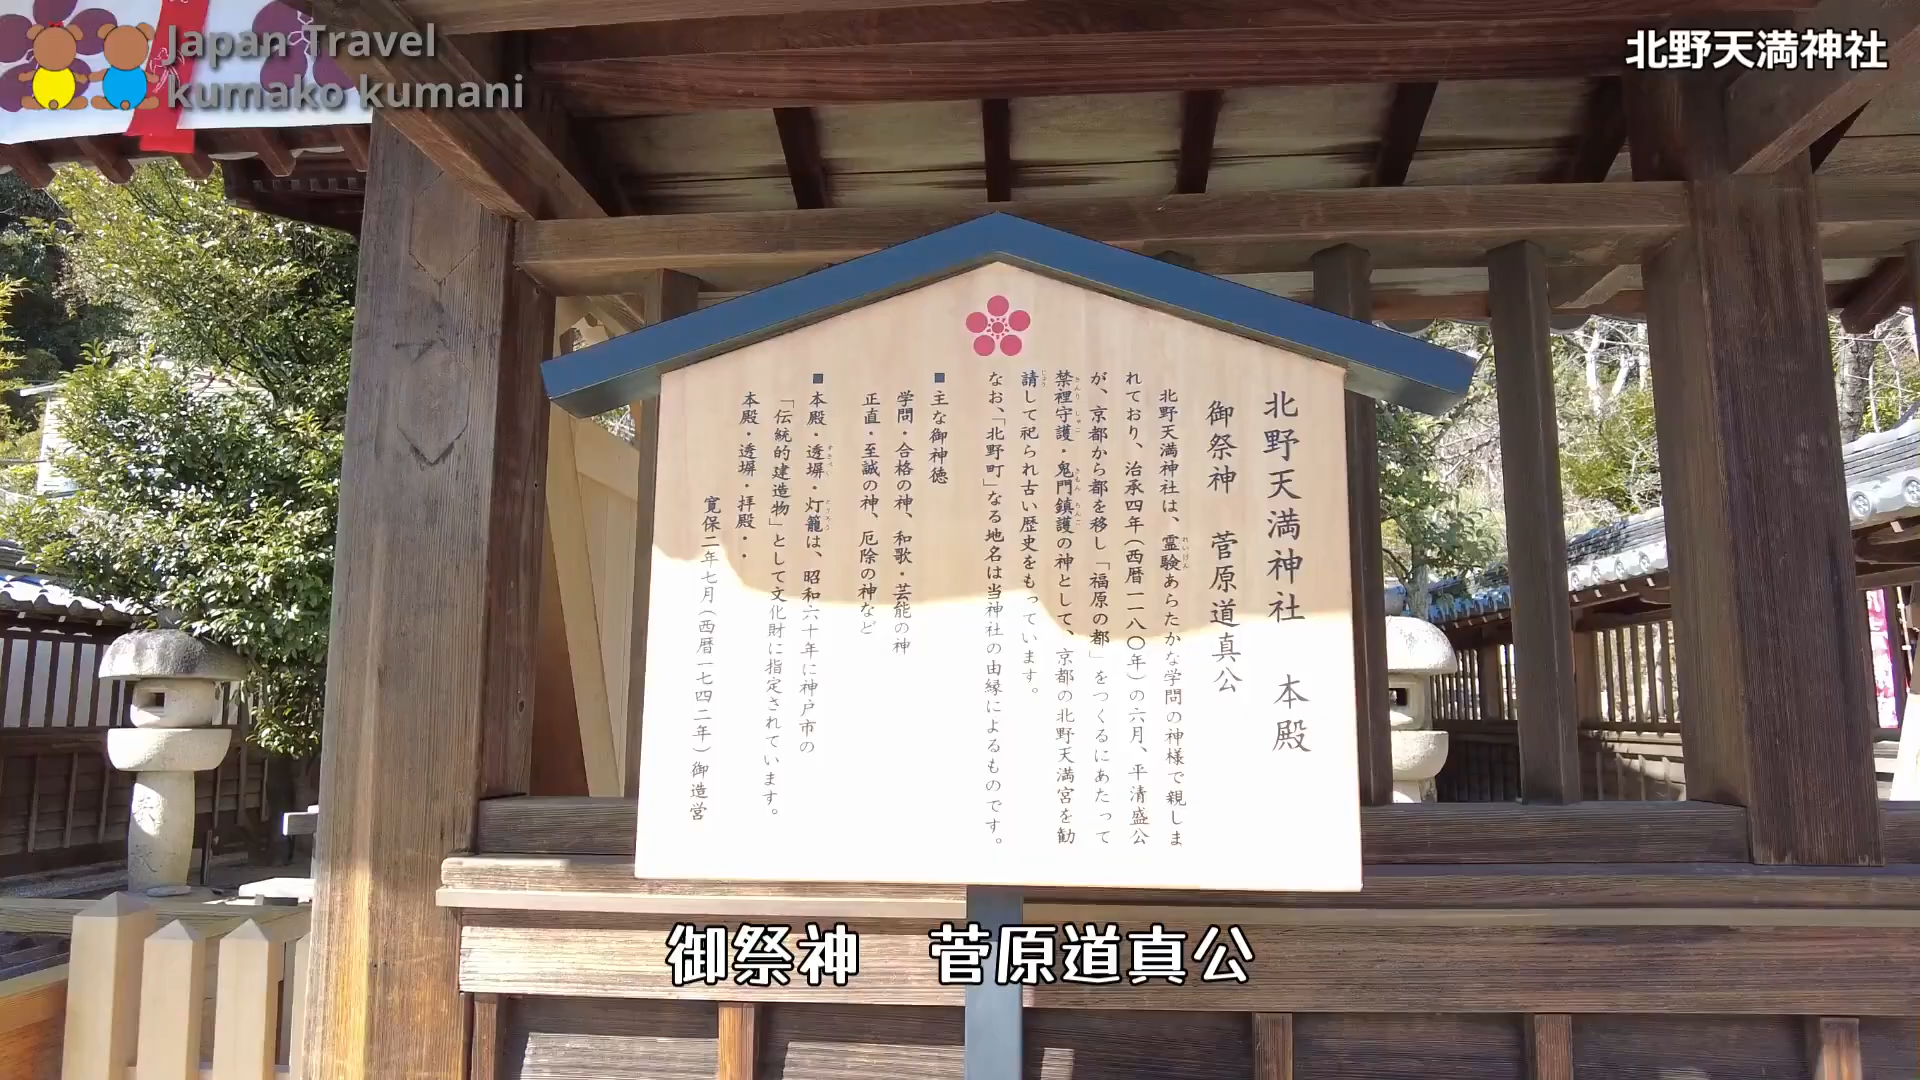 Japan Travel
kumako kumani
北野天満神社
北野天満神社 本殿
御祭神 菅原道真公
北野天満神社は、霊験あらたかな学問の神様で親しま
れており、治承四年(西暦一一八〇年)の六月、平清盛公
が、京都から都を移し「福原の都」をつくるにあたって
禁裡守護・鬼門鎮護の神として、京都の北野天満宮を勧
請して祀られ古い歴史をもっています。
なお、「北野町」なる地名は当神社の由縁によるものです。
■主な御神徳
学問・合格の神、和歌・芸能の神
正直・至誠の神、厄除の神など
■本殿・透塀・灯籠は、昭和六十年に神戸市の
「伝統的建造物」として文化財に指定されています。
本殿・透塀・拝殿・・
寛保二年七月(西暦一七四二年)御造営
御祭神 菅原道真公